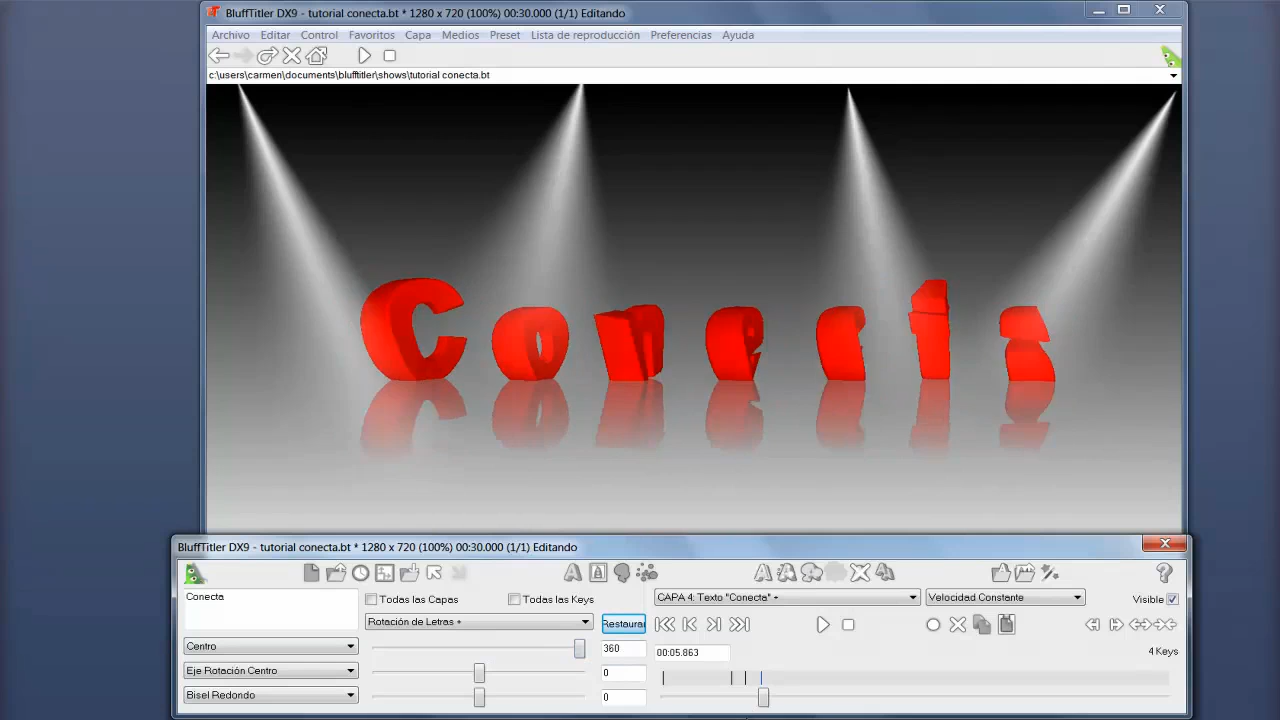 BluffTitler DX9 - tutorial conecta.bt * 1280 x 720 (100%) 00:30.000 (1/1) Editando
Archivo Editar Control Favoritos Capa Medios Preset Lista de reproducción Preferencias Ayuda
c:\users\carmen\documents\blufftitler\shows\tutorial conecta.bt
Conecta
BluffTitler DX9 - tutorial conecta.bt * 1280 x 720 (100%) 00:30.000 (1/1) Editando
Conecta
Todas las Capas Todas las Keys CAPA 4: Texto "Conecta" + Velocidad Constante Visible
Rotación de Letras + Restaurar
Centro 360 00:05.863 4 Keys
Eje Rotación Centro 0
Bisel Redondo 0